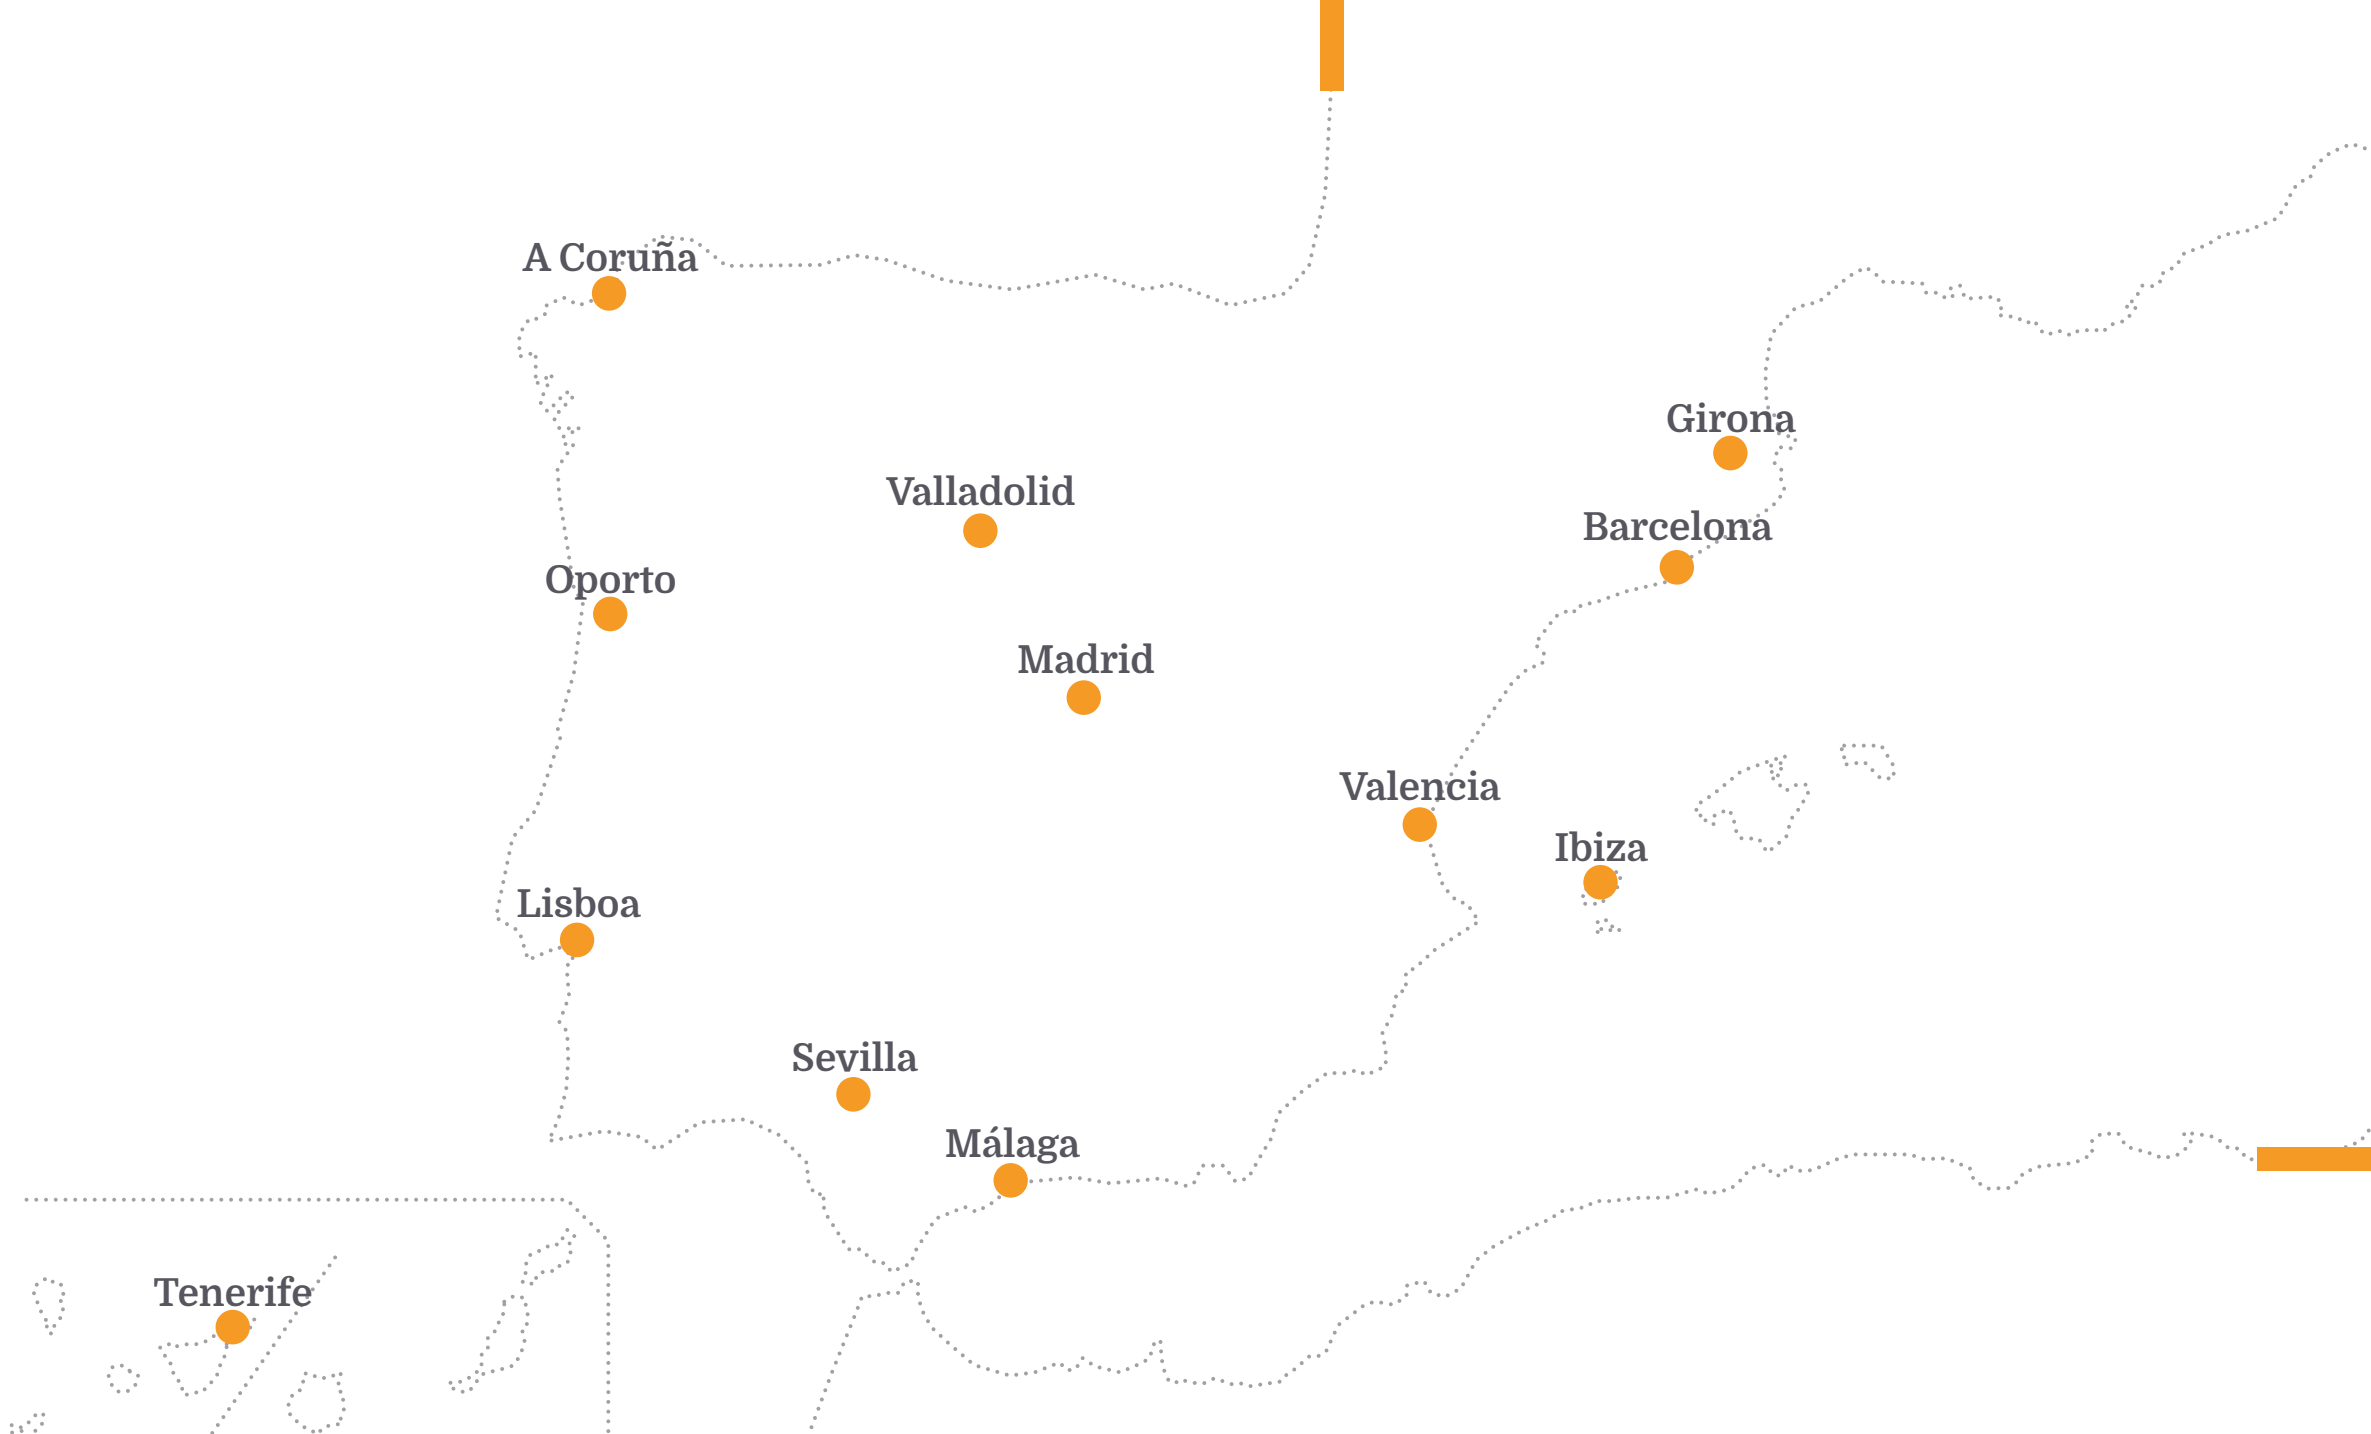 A Coruña
Girona
Valladolid
Barcelona
Oporto
Madrid
Valencia
Ibiza
Lisboa
Sevilla
Málaga
Tenerife